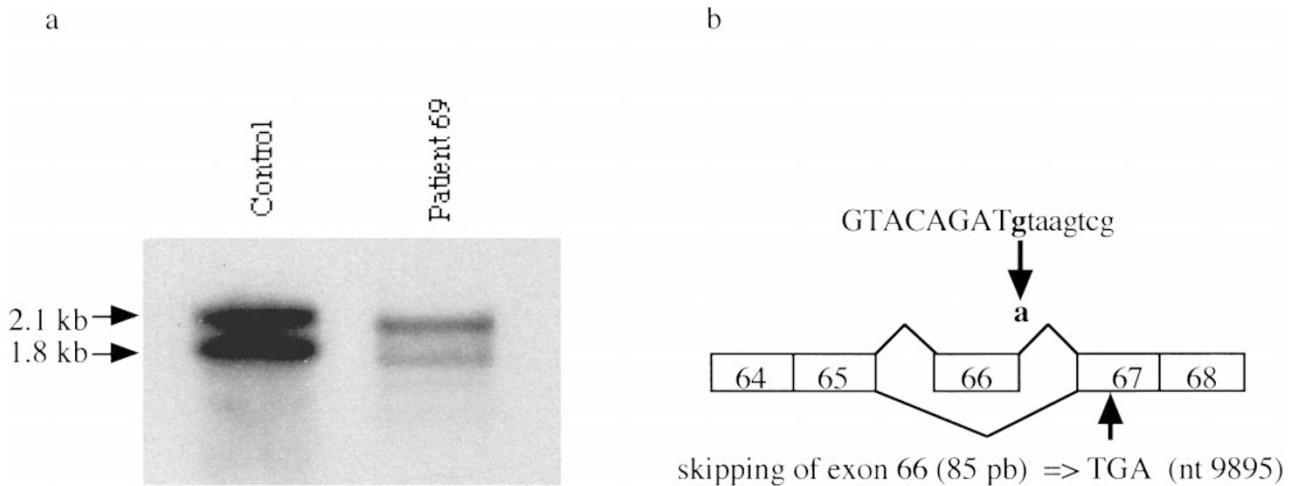 a
b
Control
Patient 69
2.1 kb
1.8 kb
GTACAGATgtaagtcg
a
64 65 66 67 68
skipping of exon 66 (85 pb) => TGA (nt 9895)